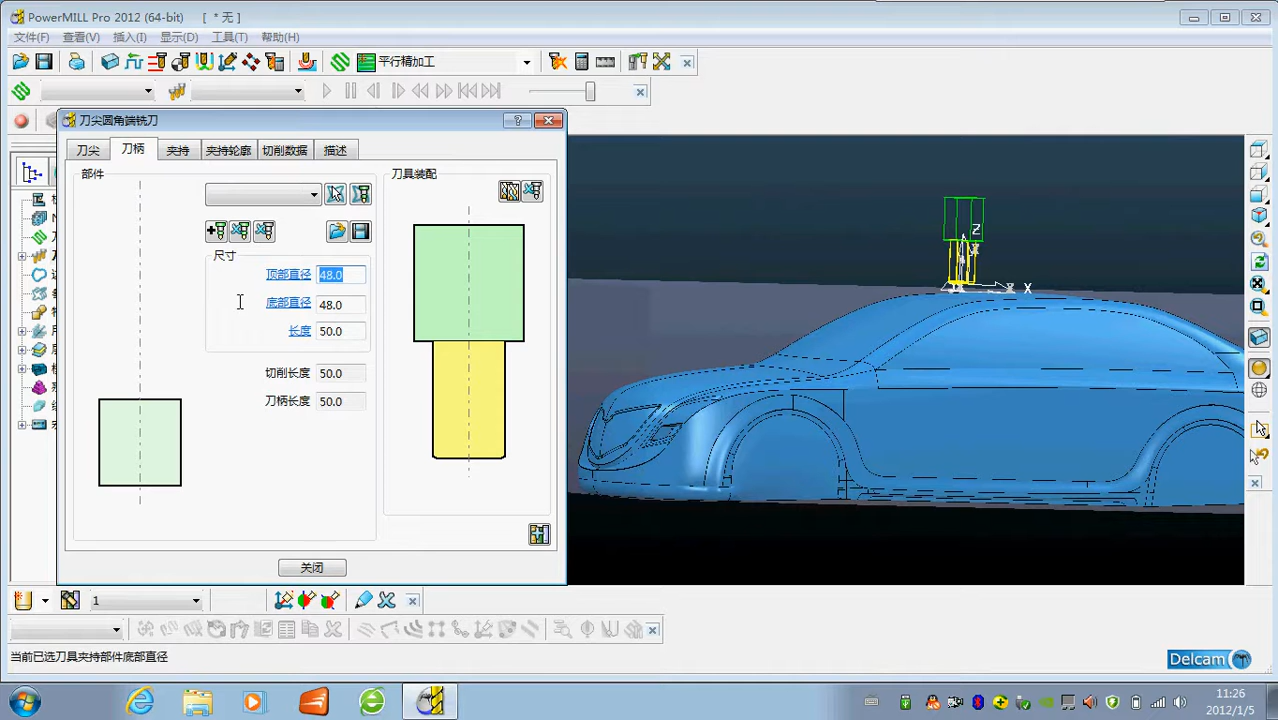 PowerMILL Pro 2012 (64-bit) [ * 无 ]
文件(F) 查看(V) 插入(I) 显示(D) 工具(T) 帮助(H)
平行精加工
刀尖圆角端铣刀
刀尖 刀柄 夹持 夹持轮廓 切削数据 描述
部件
刀具装配
尺寸
顶部直径 48.0
底部直径 48.0
长度 50.0
切削长度 50.0
刀柄长度 50.0
关闭
Z
X
1
当前已选刀具夹持部件底部直径
Delcam
11:26
2012/1/5